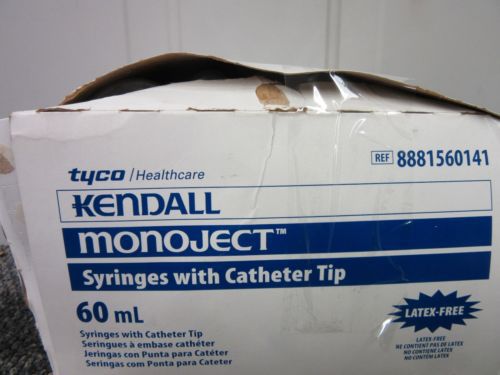 tyco / Healthcare
REF 8881560141
KENDALL
MONOJECT™
Syringes with Catheter Tip
60 mL
Syringes with Catheter Tip
Seringues à embase cathéter
Jeringas con Punta para Catéter
Seringas com Ponta para Cateter
LATEX-FREE
LATEX-FREE
NE CONTIENT PAS DE LATEX
NO CONTIENE LATEX
NO CONTÉM LATEX